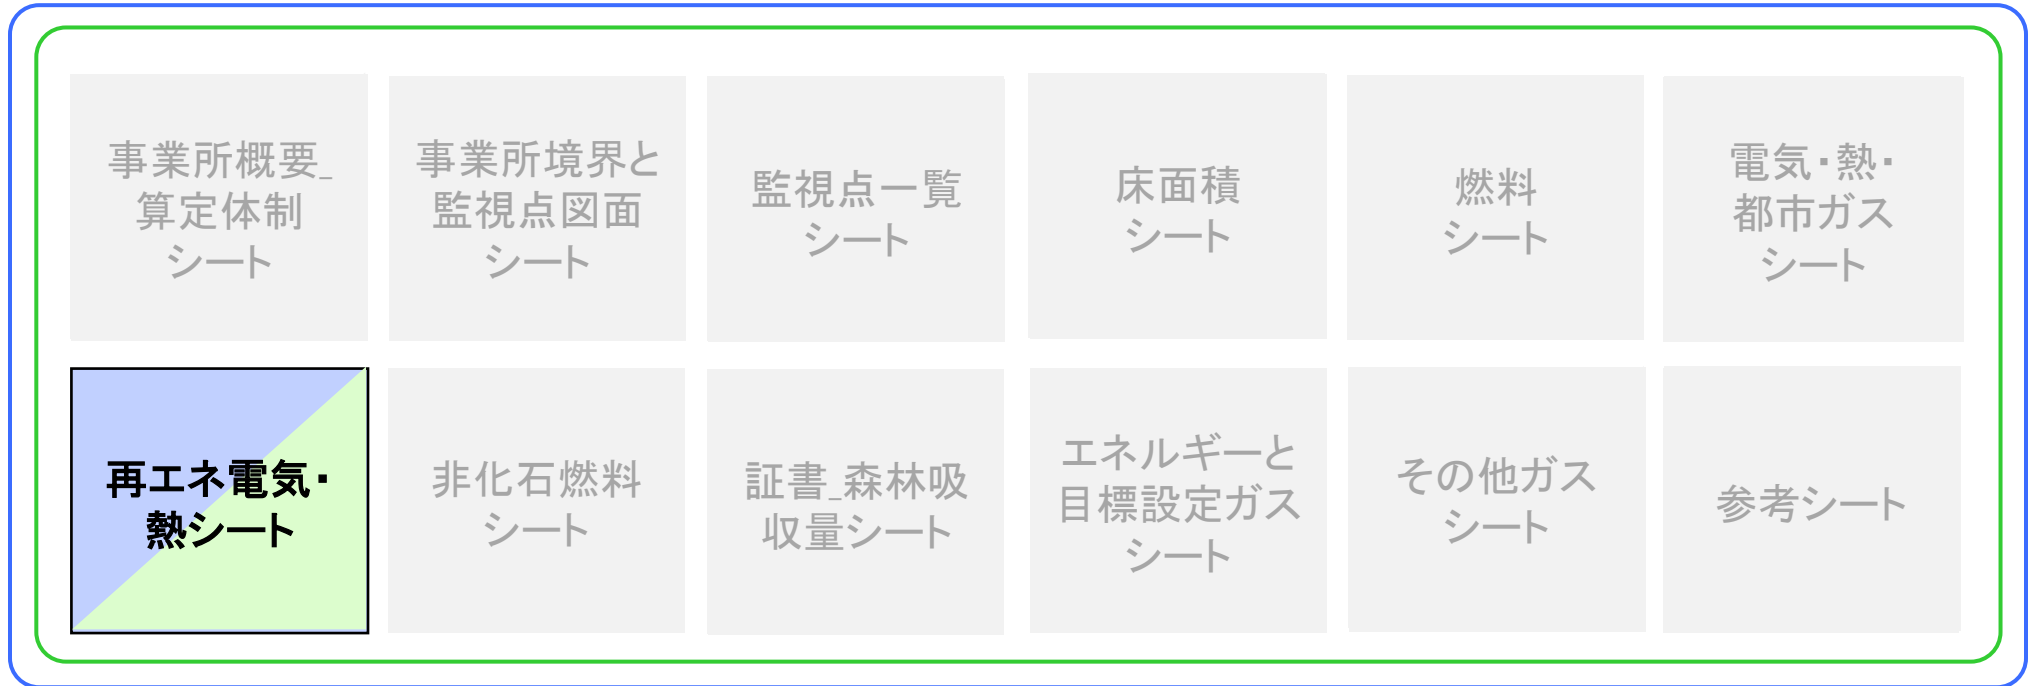 事業所概要_
算定体制
シート
事業所境界と
監視点図面
シート
監視点一覧
シート
床面積
シート
燃料
シート
電気・熱・
都市ガス
シート
再エネ電気・
熱シート
非化石燃料
シート
証書_森林吸
収量シート
エネルギーと
目標設定ガス
シート
その他ガス
シート
参考シート